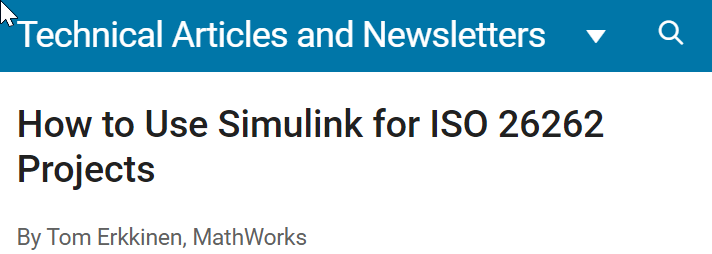 Technical Articles and Newsletters
How to Use Simulink for ISO 26262
Projects
By Tom Erkkinen, MathWorks